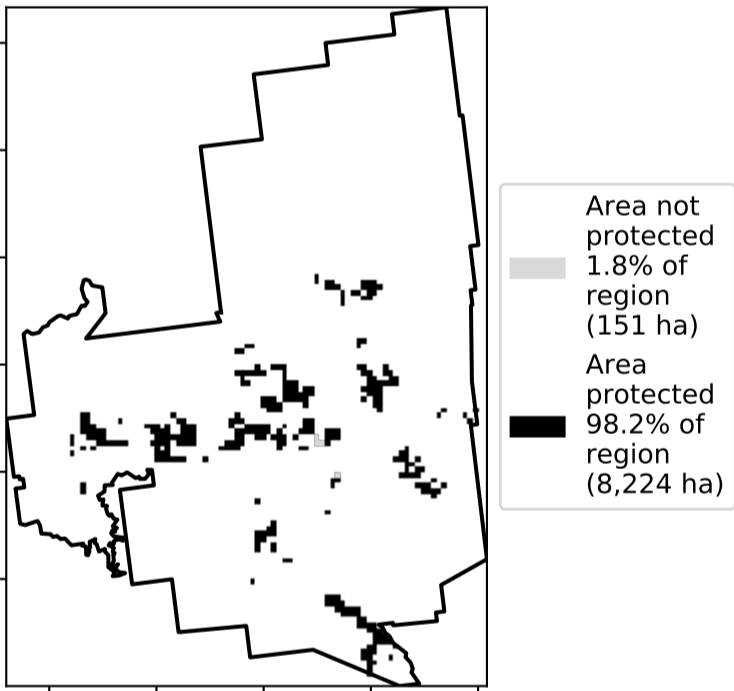 Area not
protected
1.8% of
region
(151 ha)
Area
protected
98.2% of
region
(8,224 ha)